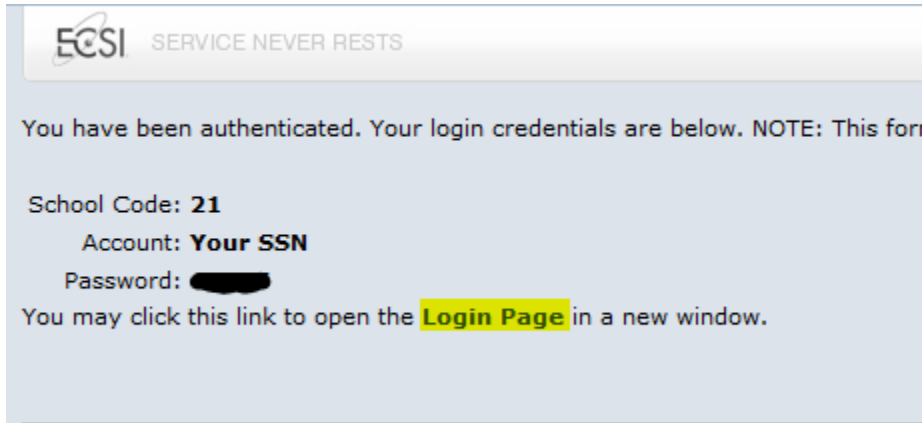 ECSI SERVICE NEVER RESTS
You have been authenticated. Your login credentials are below. NOTE: This
School Code: 21
Account: Your SSN
Password:
You may click this link to open the Login Page in a new window.